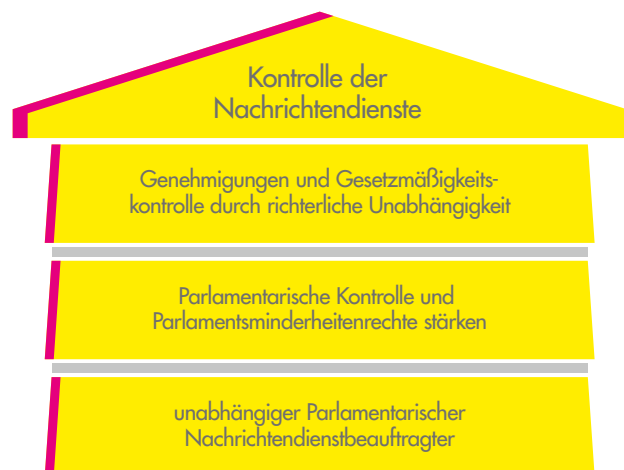 Kontrolle der
Nachrichtendienste
Genehmigungen und Gesetzmäßigkeits-
kontrolle durch richterliche Unabhängigkeit
Parlamentarische Kontrolle und
Parlamentsminderheitenrechte stärken
unabhängiger Parlamentarischer
Nachrichtendienstbeauftragter